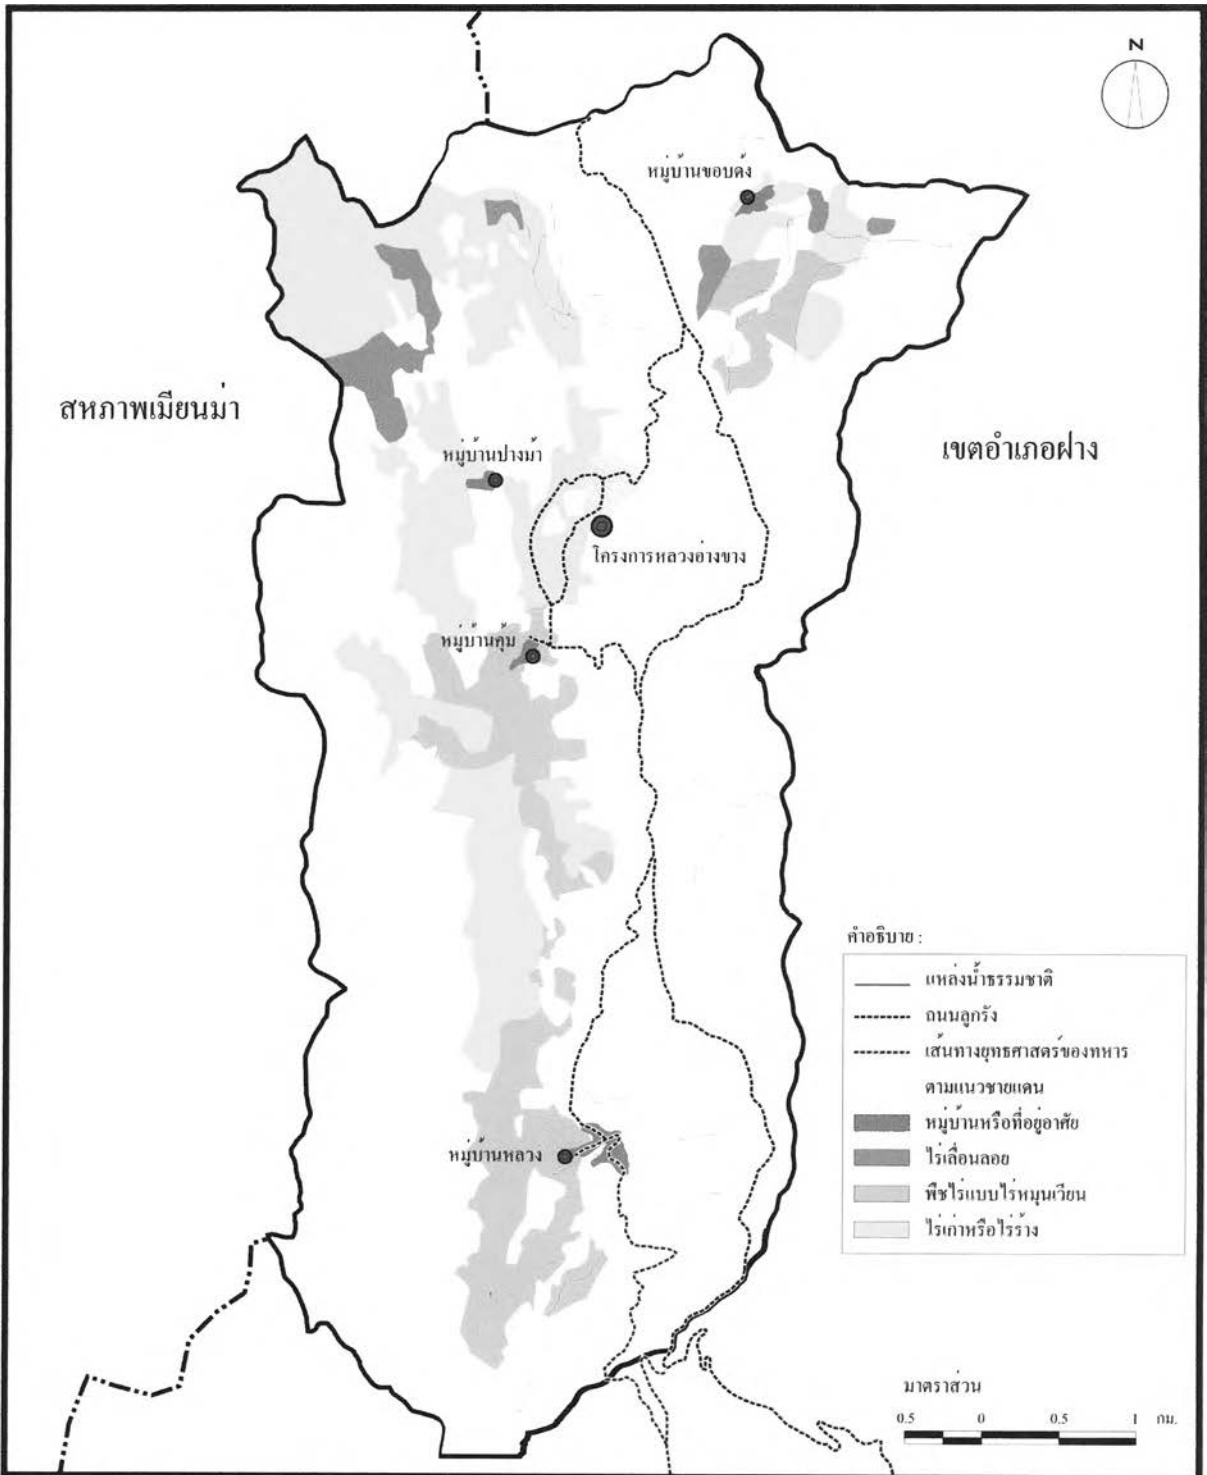 N
หมู่บ้านขอบด้ง
สหภาพเมียนม่า
เขตอำเภอฝาง
หมู่บ้านปางม้า
โครงการหลวงอ่างขาง
หมู่บ้านคุ้ม
คำอธิบาย :
แหล่งน้ำธรรมชาติ
ถนนลูกรัง
เส้นทางยุทธศาสตร์ของทหาร
ตามแนวชายแดน
หมู่บ้านหรือที่อยู่อาศัย
หมู่บ้านหลวง
ไร่เลื่อนลอย
พืชไร่แบบไร่หมุนเวียน
ไร่เก่าหรือไร่ร้าง
มาตราส่วน
0.5 0 0.5 1 กม.